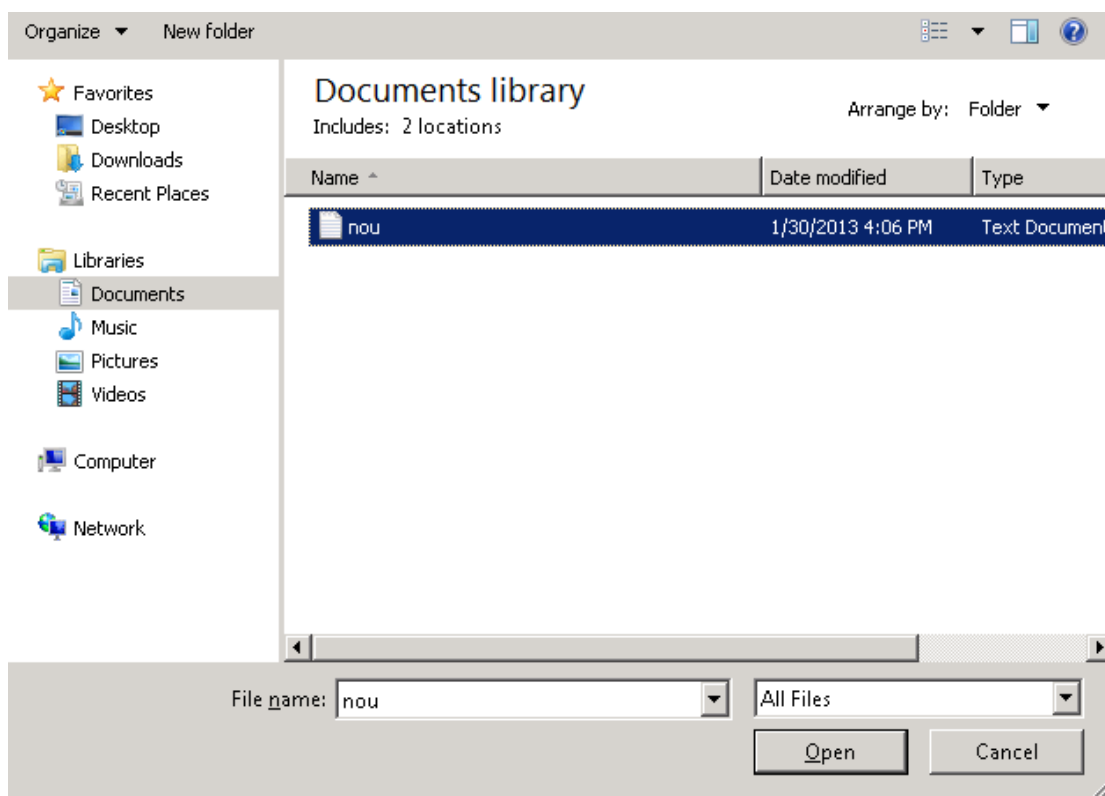 Organize New folder
Favorites
Desktop
Downloads
Recent Places
Libraries
Documents
Music
Pictures
Videos
Computer
Network
Documents library
Includes: 2 locations
Arrange by: Folder
Name Date modified Type
nou 1/30/2013 4:06 PM Text Documen
File name: nou All Files
Open Cancel